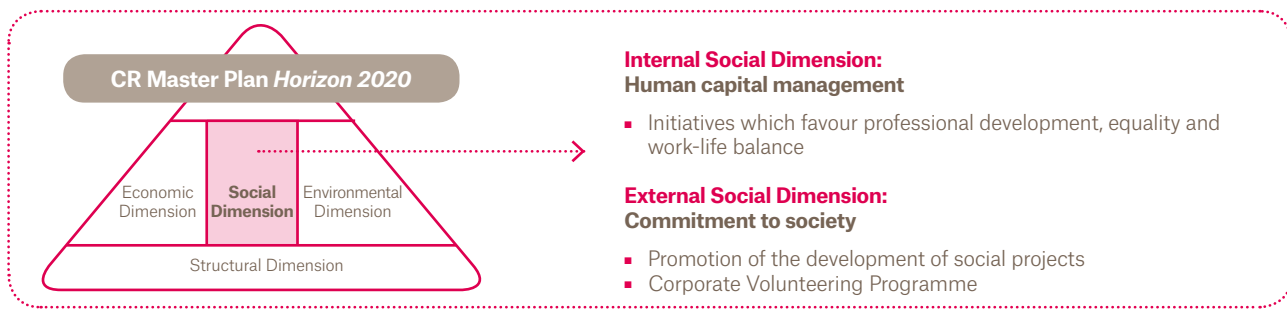 CR Master Plan Horizon 2020
Economic
Dimension
Social
Dimension
Environmental
Dimension
Structural Dimension
Internal Social Dimension:
Human capital management
▪ Initiatives which favour professional development, equality and
work-life balance
External Social Dimension:
Commitment to society
▪ Promotion of the development of social projects
▪ Corporate Volunteering Programme